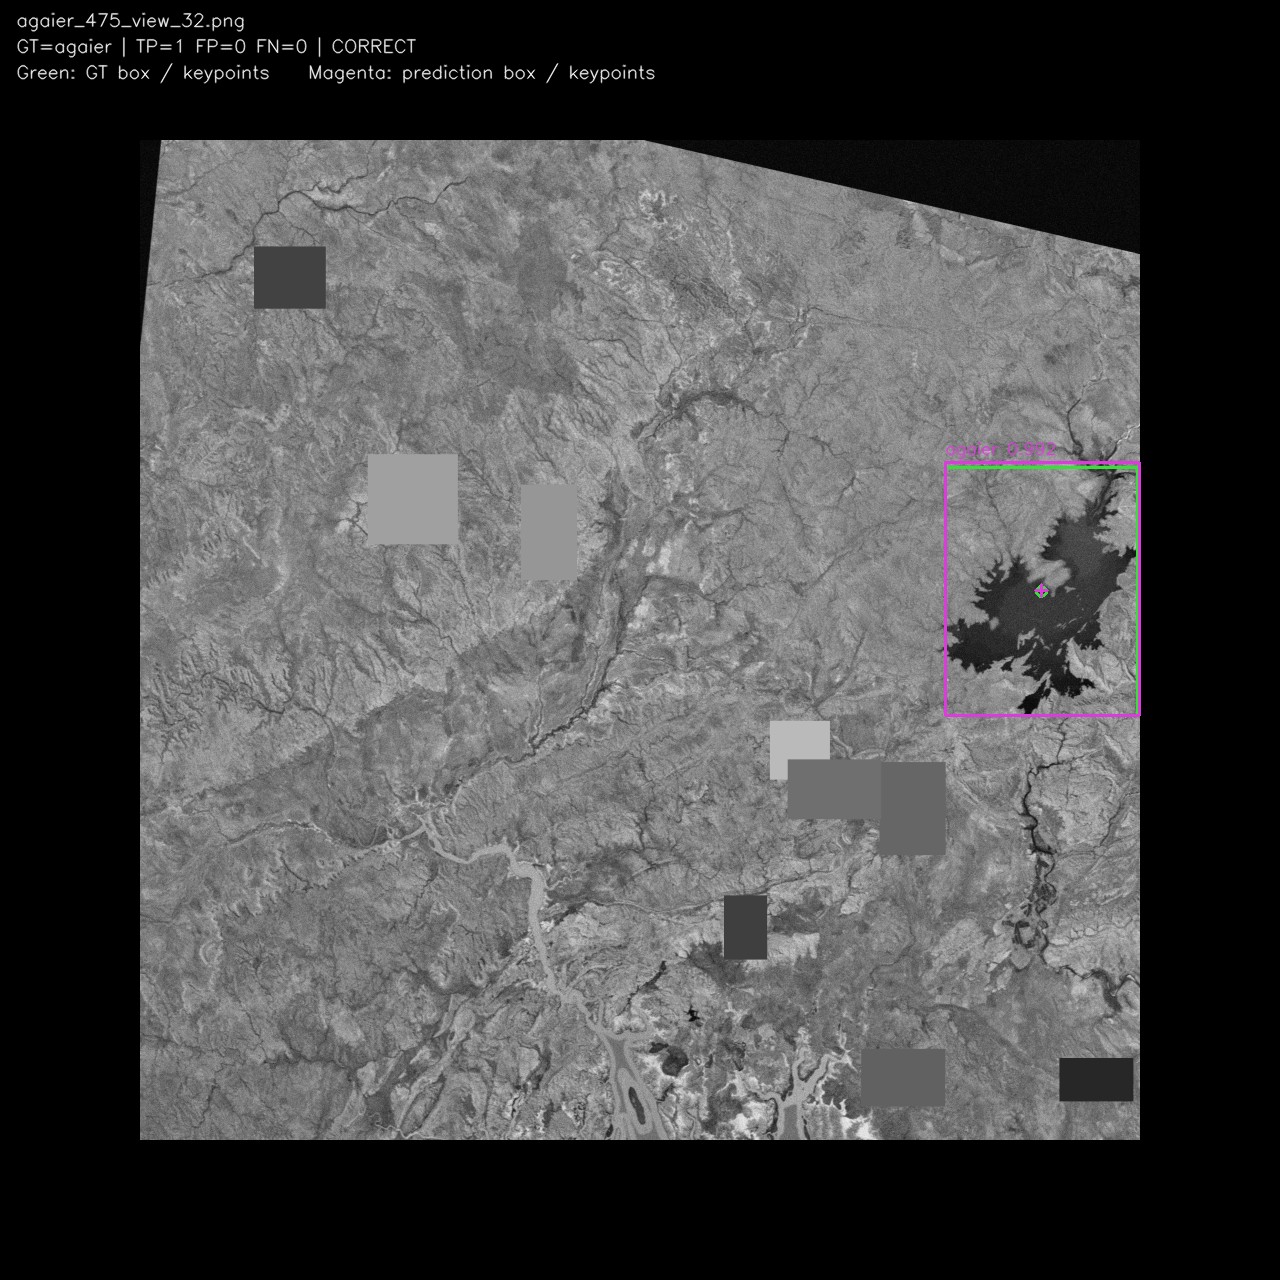 agaier_475_view_32.png
GT=agaier | TP=1 FP=0 FN=0 | CORRECT
Green: GT box / keypoints    Magenta: prediction box / keypoints
agaier